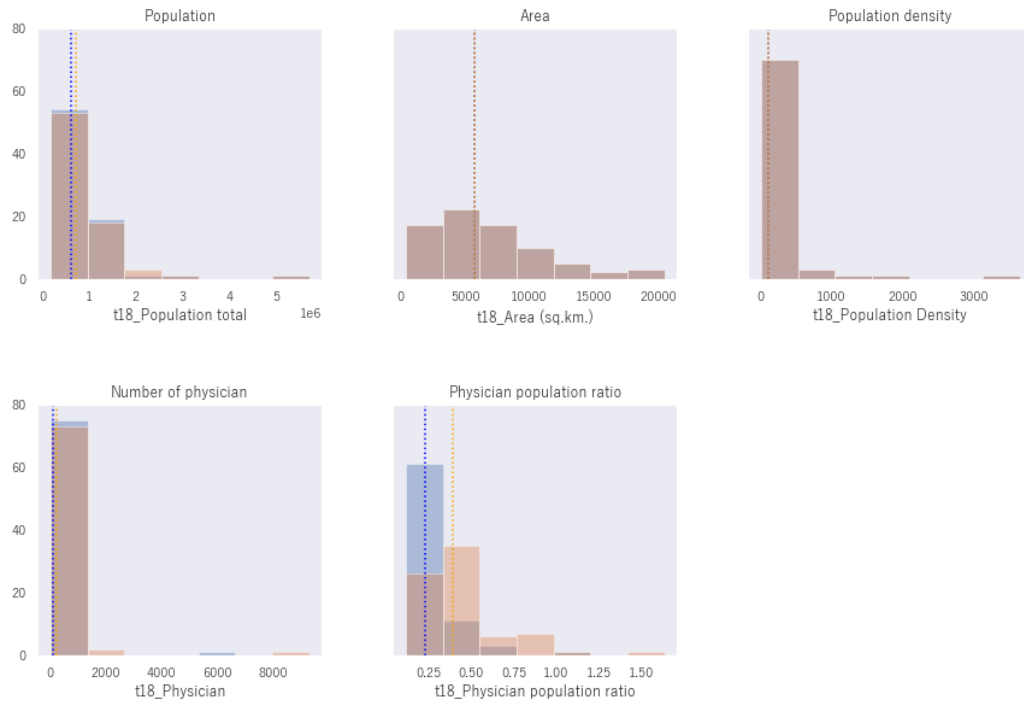 Population
Area
Population density
80
60
40
20
0
0 1 2 3 4 5
1e6
t18_Population total
0 5000 10000 15000 20000
t18_Area (sq.km.)
0 1000 2000 3000
t18_Population Density
Number of physician
Physician population ratio
80
60
40
20
0
0 2000 4000 6000 8000
t18_Physician
0.25 0.50 0.75 1.00 1.25 1.50
t18_Physician population ratio